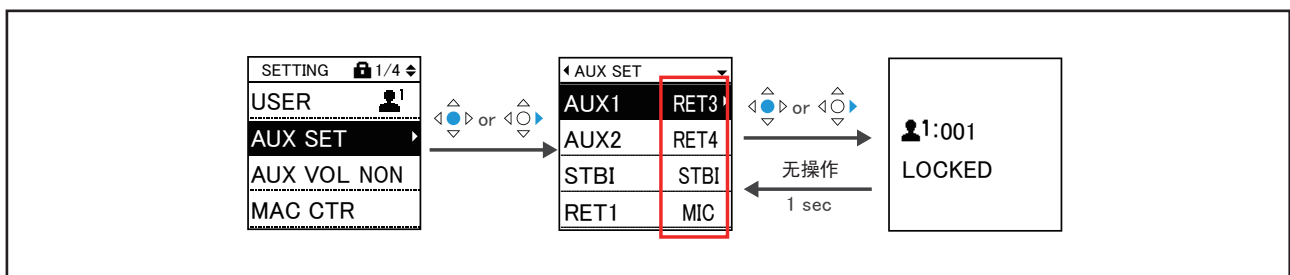 SETTING 1/4
USER 1
AUX SET
AUX VOL NON
MAC CTR
or
AUX SET
AUX1 RET3
AUX2 RET4
STBI STBI
RET1 MIC
or
无操作
1 sec
1:001
LOCKED